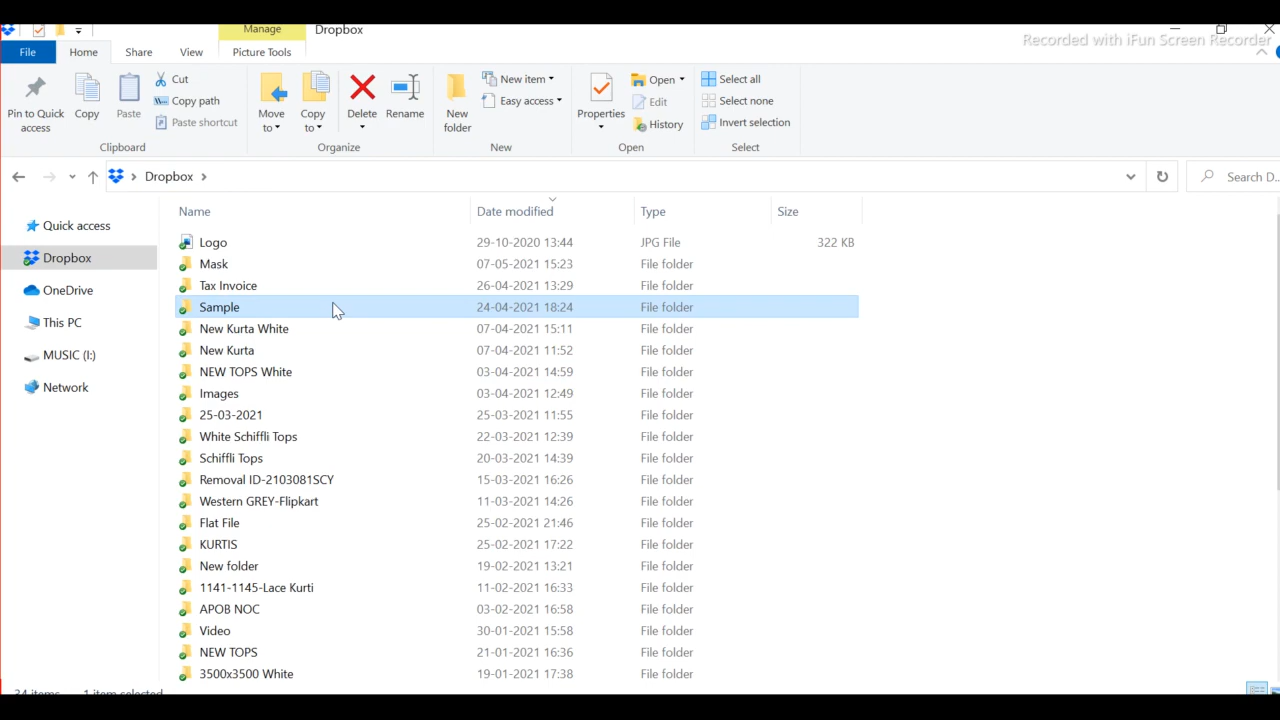 Manage
Dropbox
Recorded with iFun Screen Recorder
File
Home
Share
View
Picture Tools
Pin to Quick access
Copy
Paste
Cut
Copy path
Paste shortcut
Clipboard
Move to
Copy to
Delete
Rename
Organize
New folder
New item
Easy access
New
Properties
Open
Edit
History
Open
Select all
Select none
Invert selection
Select
Dropbox
Search D...
Name Date modified Type Size
Quick access
Dropbox
OneDrive
This PC
MUSIC (I:)
Network
Logo 29-10-2020 13:44 JPG File 322 KB
Mask 07-05-2021 15:23 File folder
Tax Invoice 26-04-2021 13:29 File folder
Sample 24-04-2021 18:24 File folder
New Kurta White 07-04-2021 15:11 File folder
New Kurta 07-04-2021 11:52 File folder
NEW TOPS White 03-04-2021 14:59 File folder
Images 03-04-2021 12:49 File folder
25-03-2021 25-03-2021 11:55 File folder
White Schiffli Tops 22-03-2021 12:39 File folder
Schiffli Tops 20-03-2021 14:39 File folder
Removal ID-2103081SCY 15-03-2021 16:26 File folder
Western GREY-Flipkart 11-03-2021 14:26 File folder
Flat File 25-02-2021 21:46 File folder
KURTIS 25-02-2021 17:22 File folder
New folder 19-02-2021 13:21 File folder
1141-1145-Lace Kurti 11-02-2021 16:33 File folder
APOB NOC 03-02-2021 16:58 File folder
Video 30-01-2021 15:58 File folder
NEW TOPS 21-01-2021 16:36 File folder
3500x3500 White 19-01-2021 17:38 File folder
34 items 1 item selected